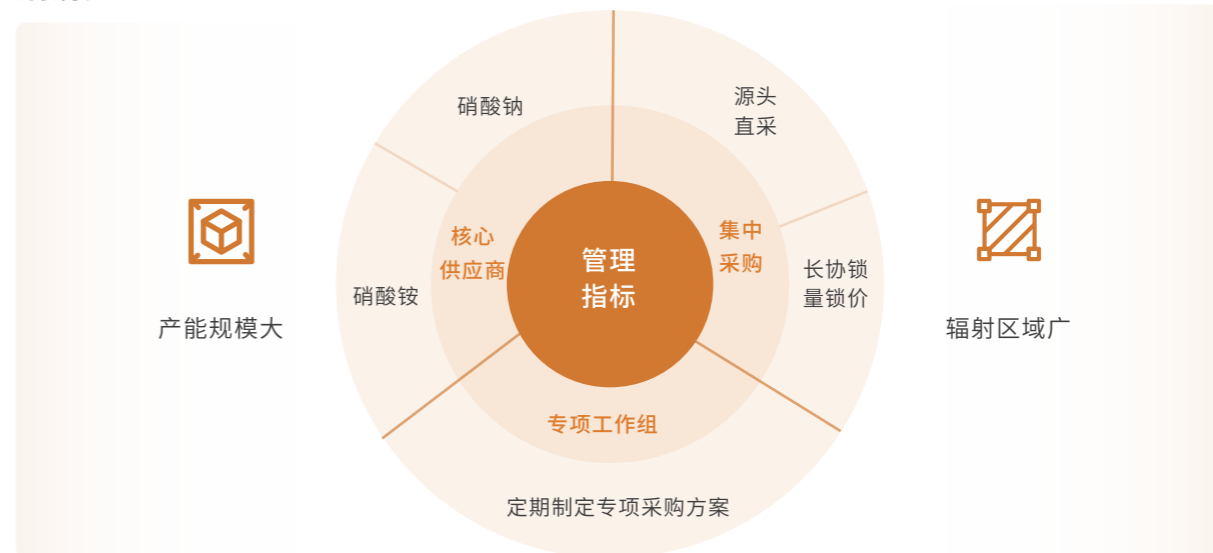 硝酸钠
源头
直采
核心
供应商
集中
采购
管理
指标
硝酸铵
长协锁
量锁价
产能规模大
辐射区域广
专项工作组
定期制定专项采购方案